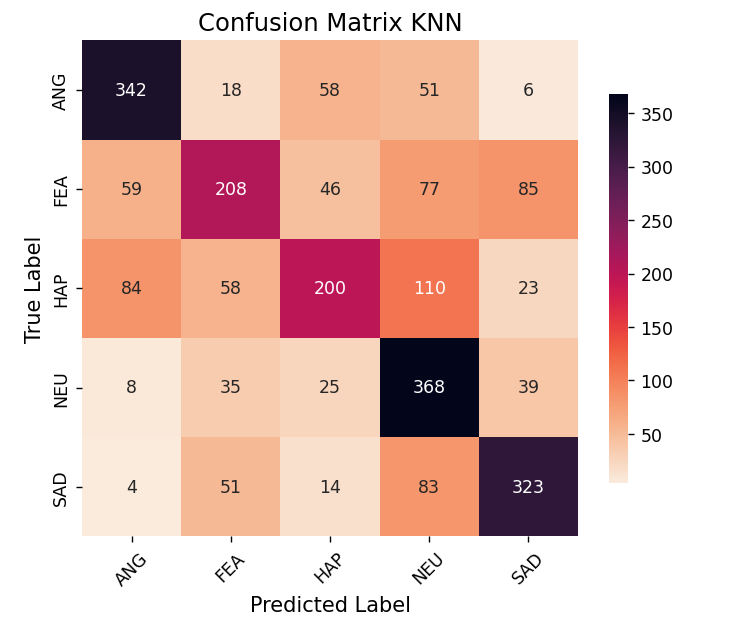 Confusion Matrix KNN
True Label
ANG 342 18 58 51 6
FEA 59 208 46 77 85
HAP 84 58 200 110 23
NEU 8 35 25 368 39
SAD 4 51 14 83 323
ANG FEA HAP NEU SAD
Predicted Label
350
300
250
200
150
100
50